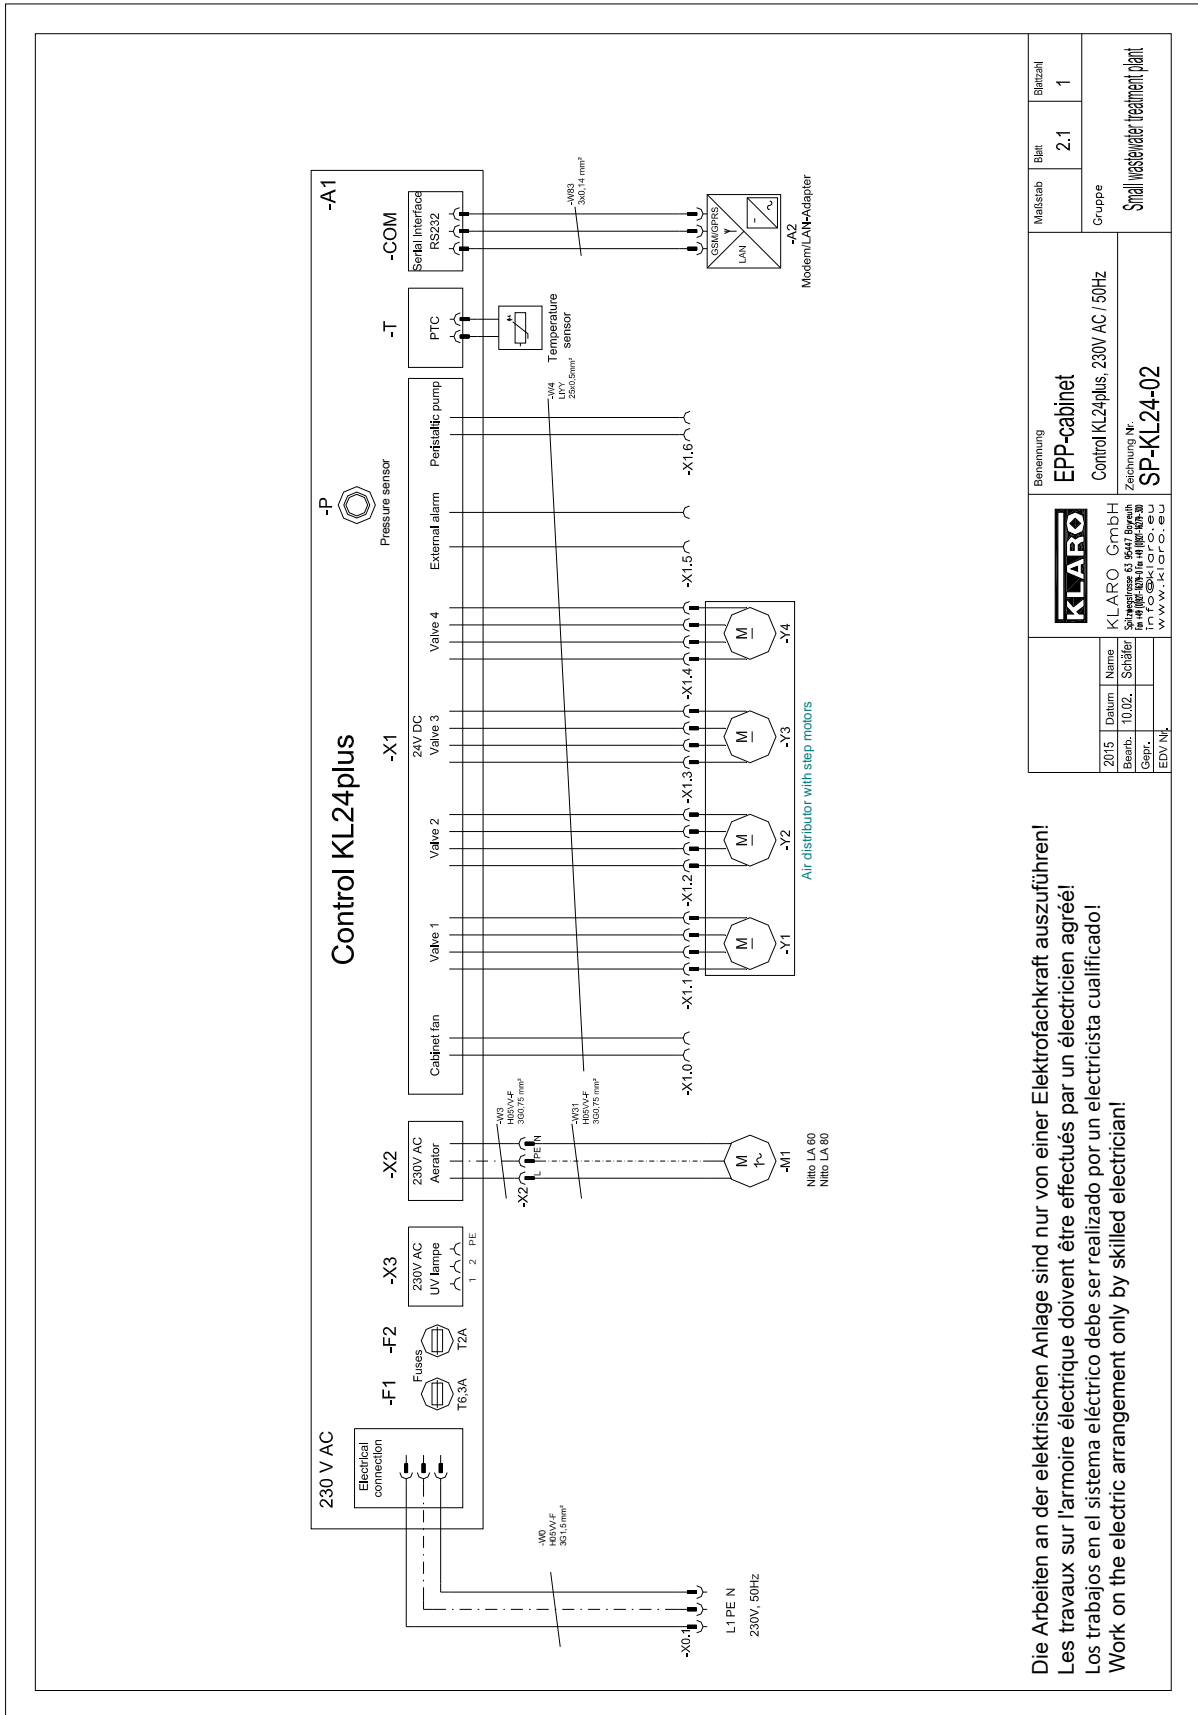 Control KL24plus
-A1
230 V AC
Electrical
connection
-F1
-F2
Fuses
T6,3A
T2A
-X3
230V AC
UV lampe
1 2 PE
-X2
230V AC
Aerator
-X1
24V DC
Cabinet fan
Valve 1
Valve 2
Valve 3
Valve 4
External alarm
Peristaltic pump
-P
Pressure sensor
-T
PTC
Temperature
sensor
-COM
Serial Interface
RS232
-W0
H05VV-F
3G1,5mm²
-X0.1
L1 PE N
230V, 50Hz
-W3
H05VV-F
3G0,75 mm²
-X2
L PE N
-W31
H05VV-F
3G0,75 mm²
M
1~
-M1
Nitto LA 60
Nitto LA 80
-W4
LIYY
25x0,5mm²
-X1.0
-X1.1
-X1.2
-X1.3
-X1.4
-X1.5
-X1.6
M
M
M
M
-Y1
-Y2
-Y3
-Y4
Air distributor with step motors
-W83
3x0,14 mm²
GSM/GPRS
LAN
-A2
Modem/LAN-Adapter
Die Arbeiten an der elektrischen Anlage sind nur von einer Elektrofachkraft auszuführen!
Les travaux sur l'armoire électrique doivent être effectués par un électricien agréé!
Los trabajos en el sistema eléctrico debe ser realizado por un electricista cualificado!
Work on the electric arrangement only by skilled electrician!
2015 Datum Name
Bearb. 10.02. Schäfer
Gepr.
EDV Nr.
KLARO
KLARO GmbH
Spitzwegstrasse 63 95447 Bayreuth
info@klaro.eu
www.klaro.eu
Benennung
EPP-cabinet
Control KL24plus, 230V AC / 50Hz
Zeichnung Nr.
SP-KL24-02
Maßstab
Blatt
2.1
Blattzahl
1
Gruppe
Small wastewater treatment plant